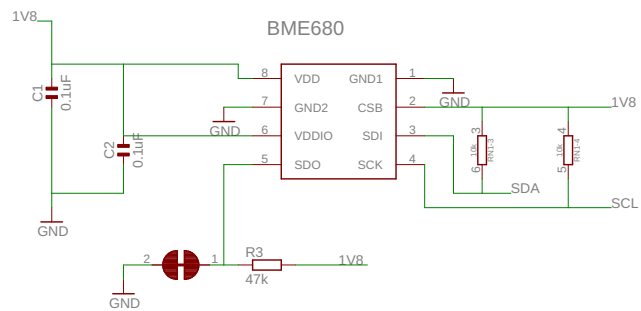 1V8
BME680
C1
0.1uF
C2
0.1uF
8
VDD
GND1
1
GND
7
GND2
CSB
2
1V8
GND
6
VDDIO
SDI
3
5
SDO
SCK
4
10k
3
6
RN1-3
10k
4
5
RN1-4
SDA
SCL
GND
2
1
R3
47k
1V8
GND